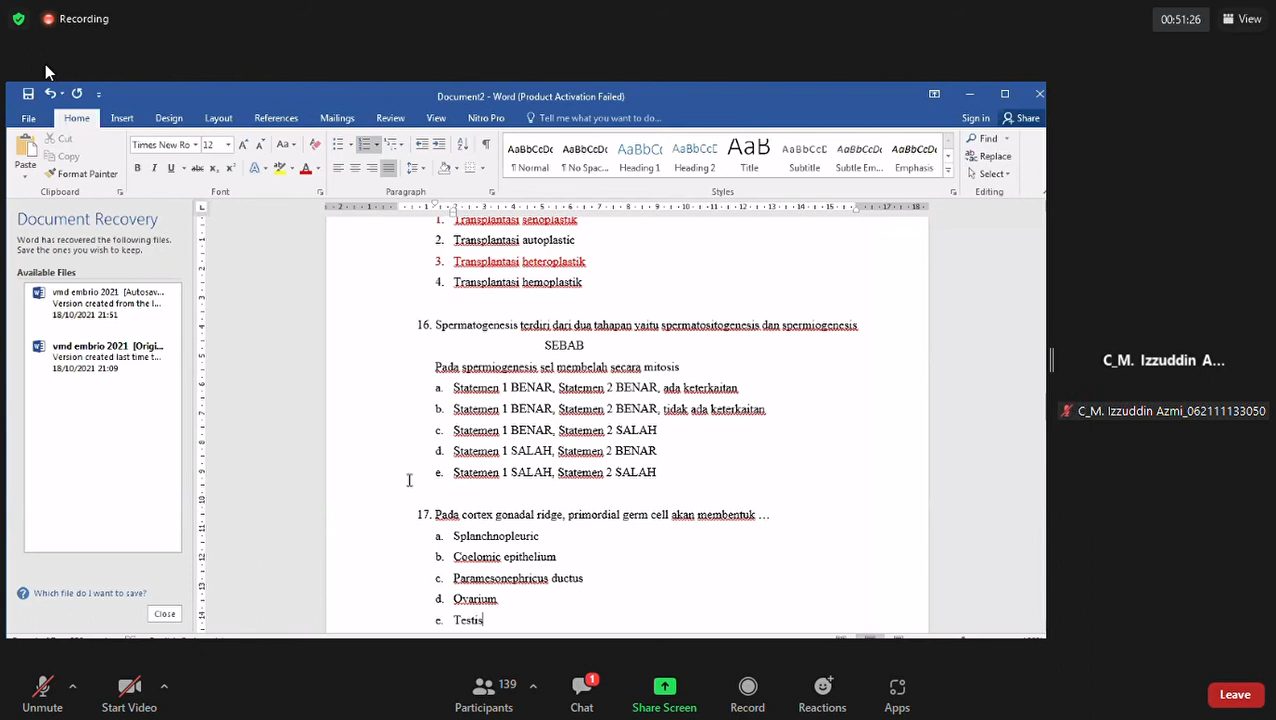 Recording
00:51:26
View
Document2 - Word (Product Activation Failed)
File Home Insert Design Layout References Mailings Review View Nitro Pro Tell me what you want to do...
Sign in Share
Paste
Cut
Copy
Format Painter
Clipboard
Times New Ro 12
Font
Paragraph
AaBbCcDc AaBbCcDc AaBbCc AaBbCcE AaB AaBbCcD AaBbCcDt AaBbCcDt
¶ Normal ¶ No Spac... Heading 1 Heading 2 Title Subtitle Subtle Em... Emphasis
Styles
Find
Replace
Select
Editing
Document Recovery
Word has recovered the following files.
Save the ones you wish to keep.
Available Files
vmd embrio 2021 [Autosav...
Version created from the l...
18/10/2021 21:51
vmd embrio 2021 [Origi...
Version created last time t...
18/10/2021 21:09
Which file do I want to save?
Close
1. Transplantasi senoplastik
2. Transplantasi autoplastic
3. Transplantasi heteroplastik
4. Transplantasi hemoplastik
16. Spermatogenesis terdiri dari dua tahapan yaitu spermatositogenesis dan spermiogenesis
SEBAB
Pada spermiogenesis sel membelah secara mitosis
a. Statemen 1 BENAR, Statemen 2 BENAR, ada keterkaitan
b. Statemen 1 BENAR, Statemen 2 BENAR, tidak ada keterkaitan
c. Statemen 1 BENAR, Statemen 2 SALAH
d. Statemen 1 SALAH, Statemen 2 BENAR
e. Statemen 1 SALAH, Statemen 2 SALAH
17. Pada cortex gonadal ridge, primordial germ cell akan membentuk …
a. Splanchnopleuric
b. Coelomic epithelium
c. Paramesonephricus ductus
d. Ovarium
e. Testis
C_M. Izzuddin A...
C_M. Izzuddin Azmi_062111133050
Unmute
Start Video
139
Participants
1
Chat
Share Screen
Record
Reactions
Apps
Leave